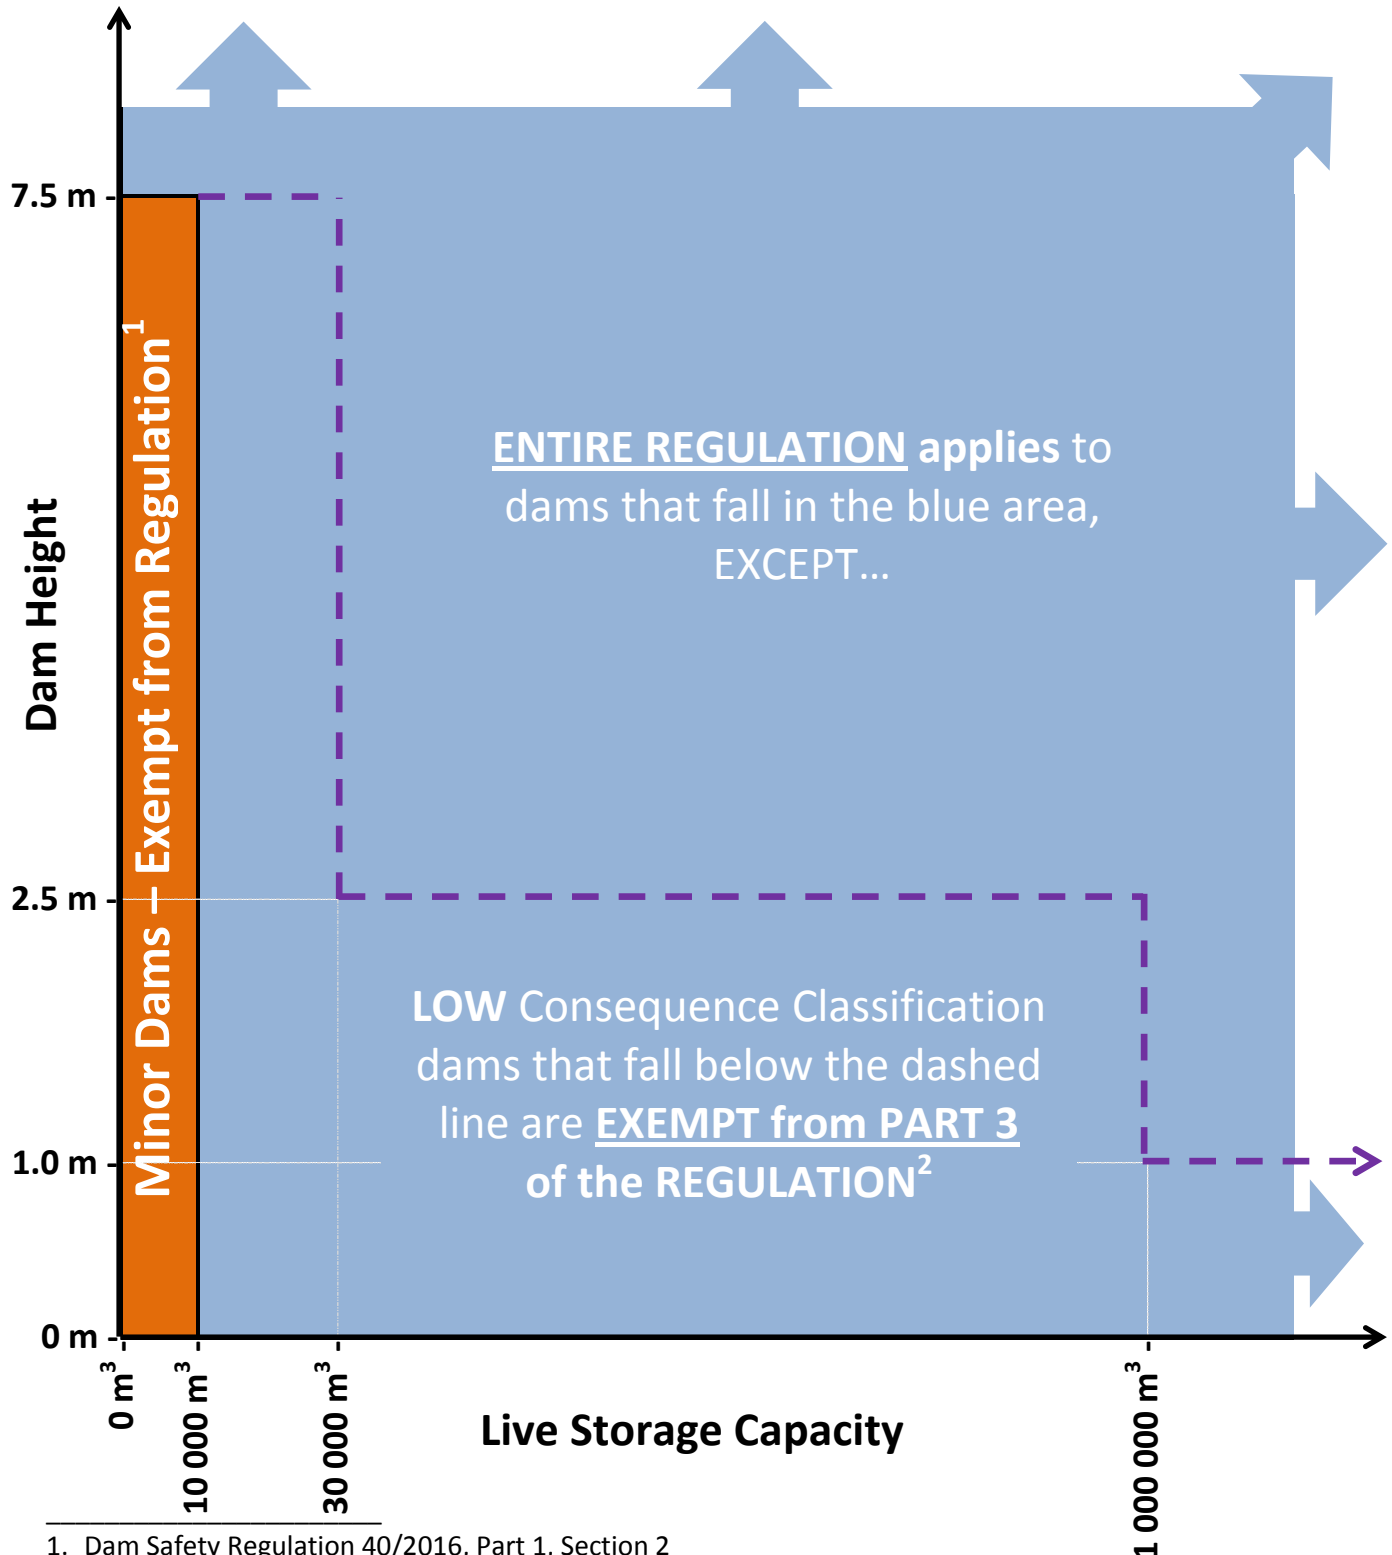 7.5 m -
2.5 m -
1.0 m -
0 m -
Dam Height
Minor Dams – Exempt from Regulation¹
ENTIRE REGULATION applies to
dams that fall in the blue area,
EXCEPT…
LOW Consequence Classification
dams that fall below the dashed
line are EXEMPT from PART 3
of the REGULATION²
0 m³ -
10 000 m³ -
30 000 m³ -
1 000 000 m³ -
Live Storage Capacity
1. Dam Safety Regulation 40/2016, Part 1, Section 2